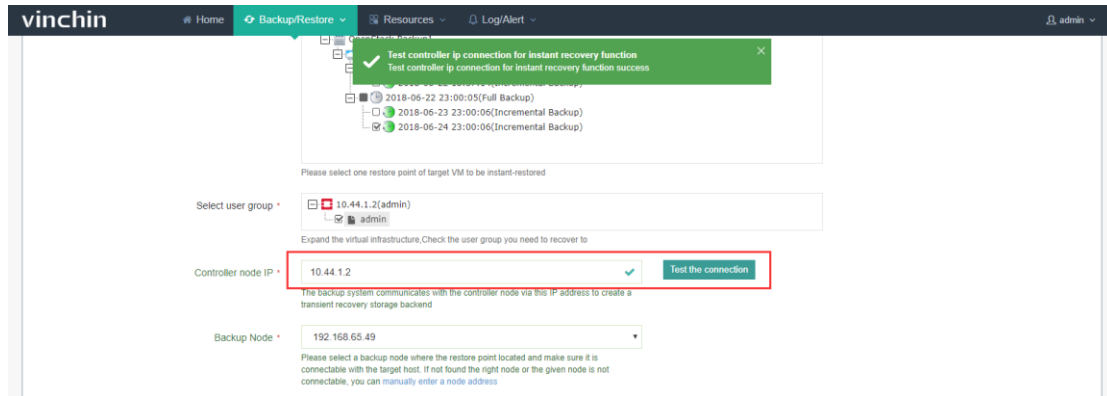 vinchin Home Backup/Restore Resources Log/Alert admin
OpenStack Backup1
Test controller ip connection for instant recovery function
Test controller ip connection for instant recovery function success
2018-06-22 23:00:05(Full Backup)
2018-06-23 23:00:06(Incremental Backup)
2018-06-24 23:00:06(Incremental Backup)
Please select one restore point of target VM to be instant-restored
Select user group * 10.44.1.2(admin)
admin
Expand the virtual infrastructure,Check the user group you need to recover to
Controller node IP * 10.44.1.2 Test the connection
The backup system communicates with the controller node via this IP address to create a
transient recovery storage backend
Backup Node * 192.168.65.49
Please select a backup node where the restore point located and make sure it is
connectable with the target host. If not found the right node or the given node is not
connectable, you can manually enter a node address